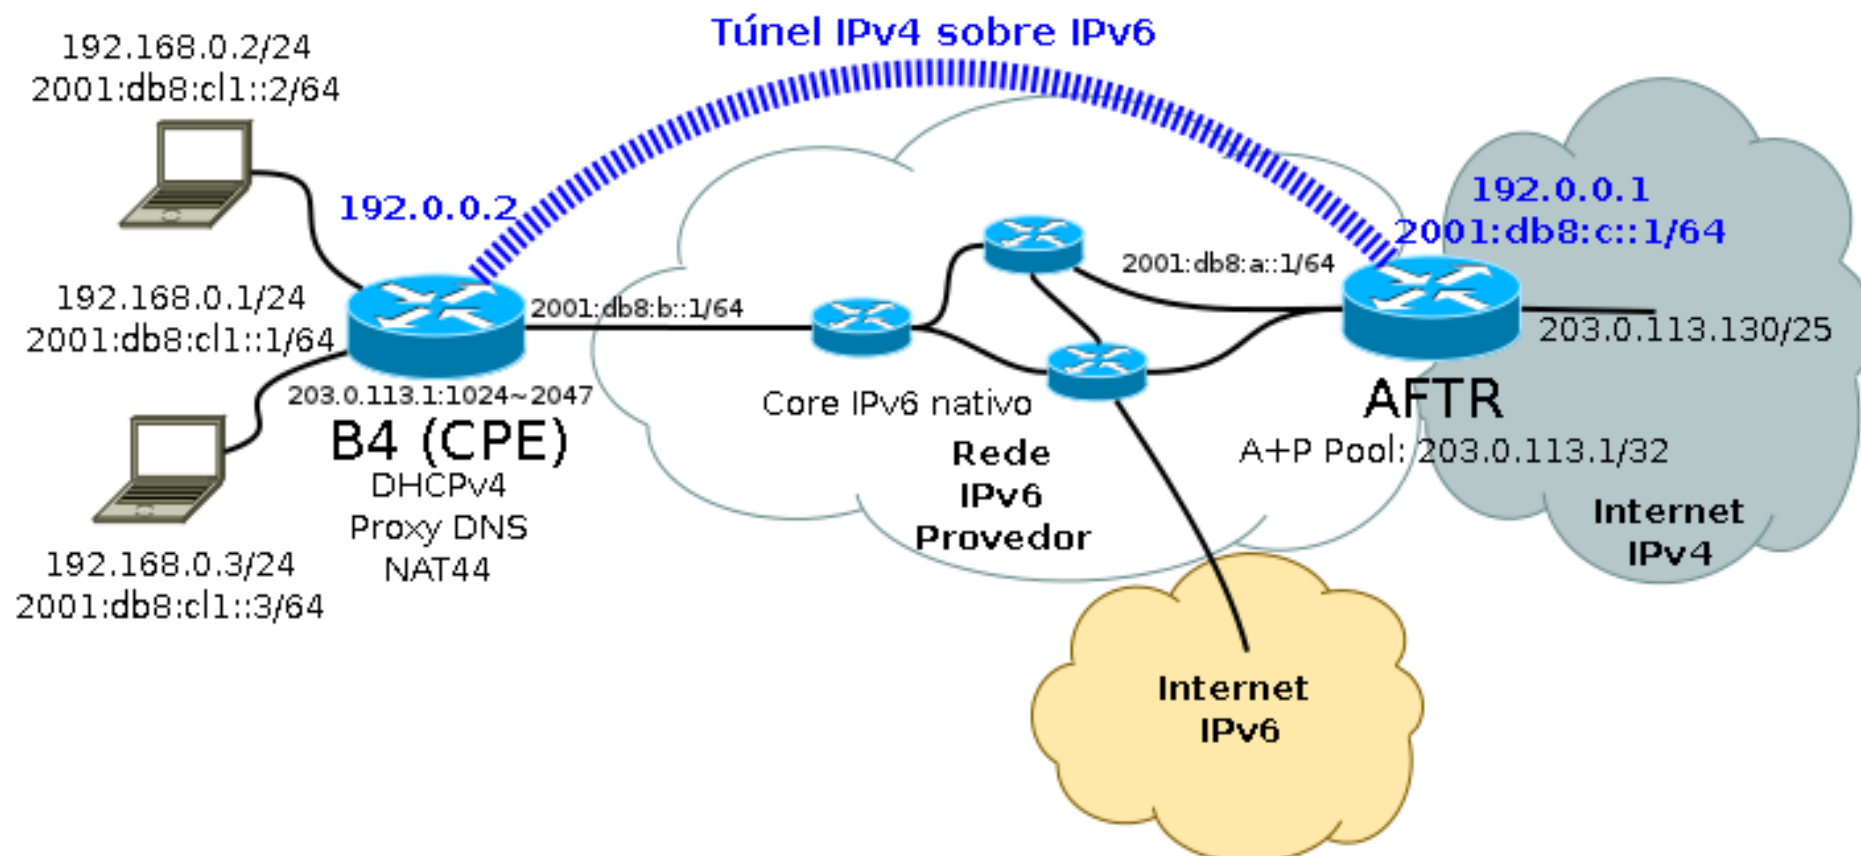 Túnel IPv4 sobre IPv6
192.168.0.2/24
2001:db8:cl1::2/64
192.0.0.2
192.168.0.1/24
2001:db8:cl1::1/64
2001:db8:b::1/64
203.0.113.1:1024~2047
B4 (CPE)
DHCPv4
Proxy DNS
NAT44
192.168.0.3/24
2001:db8:cl1::3/64
Core IPv6 nativo
Rede
IPv6
Provedor
2001:db8:a::1/64
192.0.0.1
2001:db8:c::1/64
203.0.113.130/25
AFTR
A+P Pool: 203.0.113.1/32
Internet
IPv4
Internet
IPv6